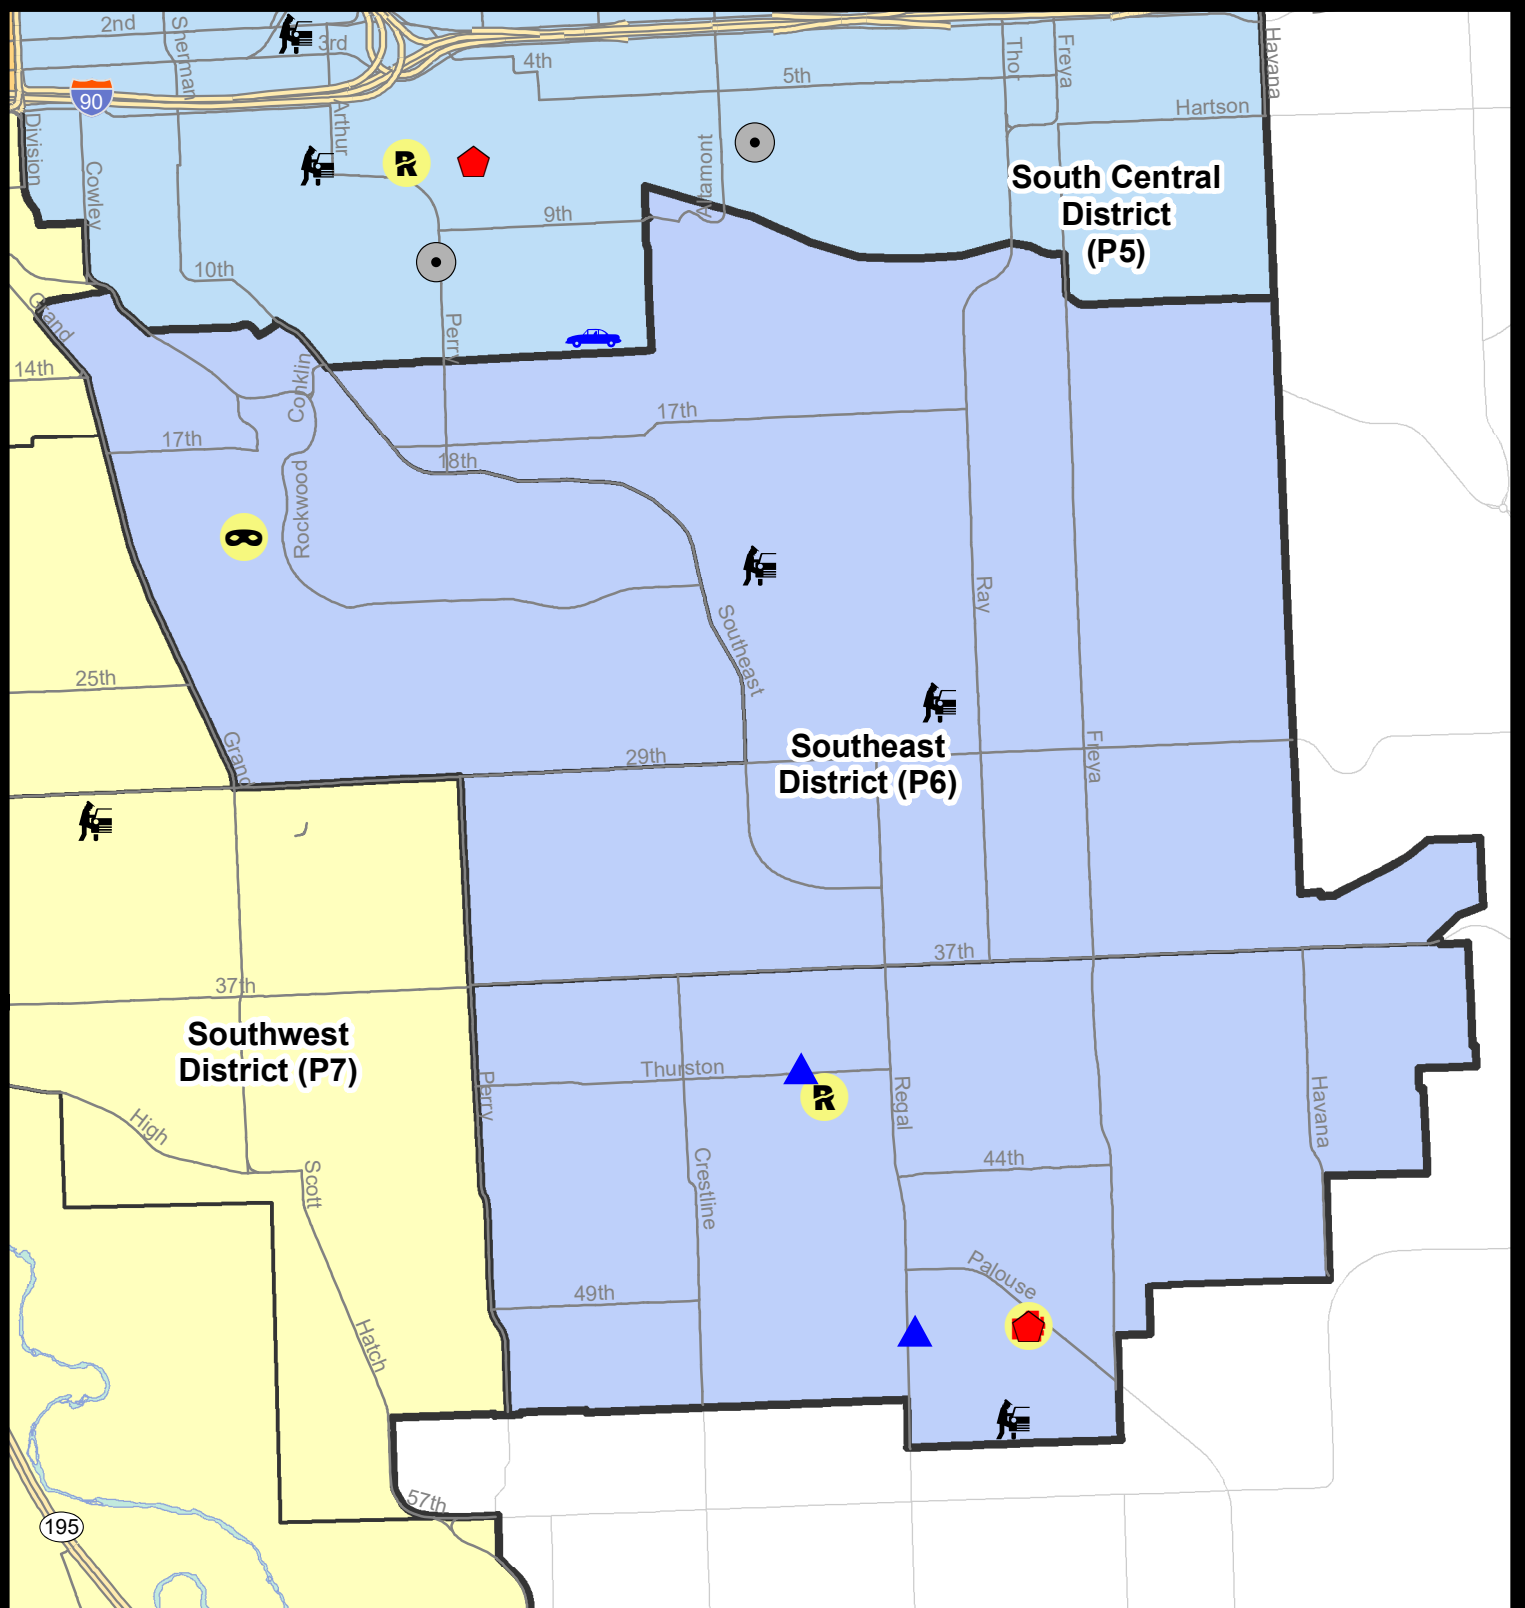 2nd
Sherman
3rd
4th
5th
Thor
Freya
Havana
90
Arthur
Hartson
Division
Cowley
Altamont
South Central
District
(P5)
9th
10th
Grand
Perry
14th
Conklin
17th
17th
18th
Rockwood
Ray
Southeast
25th
Grand
29th
Southeast
District (P6)
Freya
37th
37th
Southwest
District (P7)
Thurston
Perry
Regal
Havana
High
Scott
Crestline
44th
Palouse
49th
Hatch
57th
195
R
R